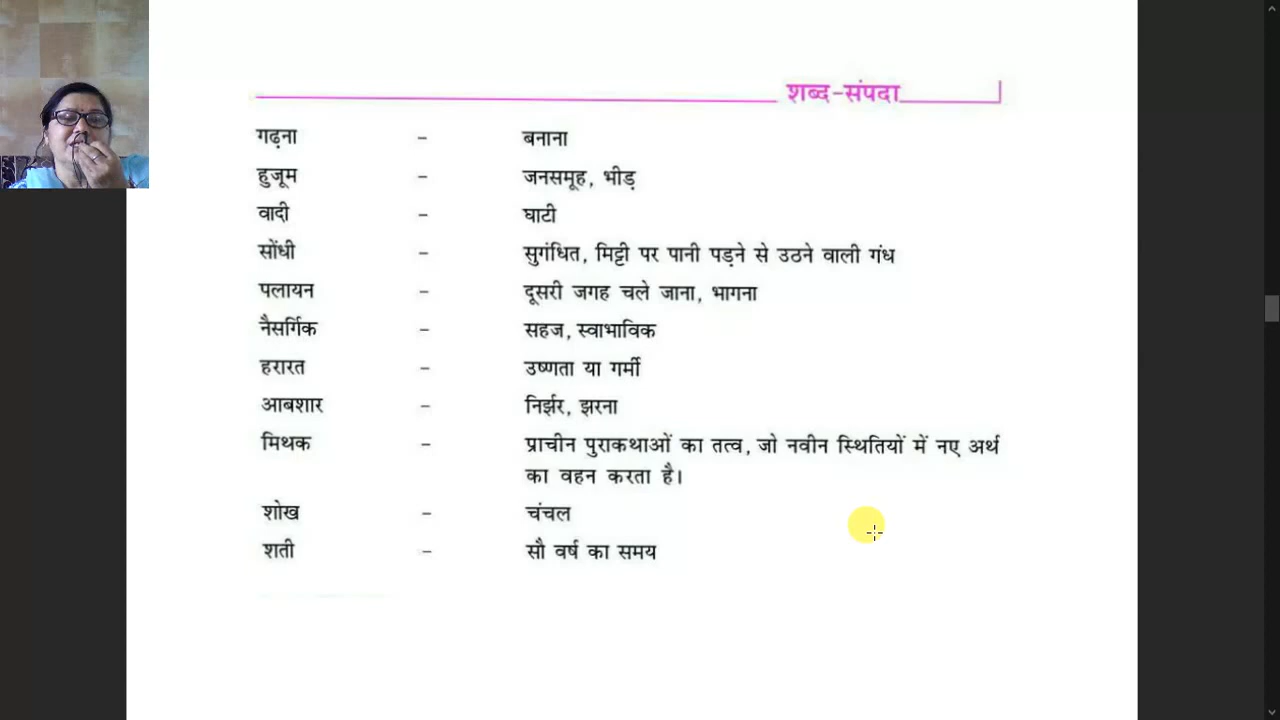 शब्द-संपदा
गढ़ना - बनाना
हुजूम - जनसमूह, भीड़
वादी - घाटी
सोंधी - सुगंधित, मिट्टी पर पानी पड़ने से उठने वाली गंध
पलायन - दूसरी जगह चले जाना, भागना
नैसर्गिक - सहज, स्वाभाविक
हरारत - उष्णता या गर्मी
आबशार - निर्झर, झरना
मिथक - प्राचीन पुराकथाओं का तत्व, जो नवीन स्थितियों में नए अर्थ
का वहन करता है।
शोख - चंचल
शती - सौ वर्ष का समय